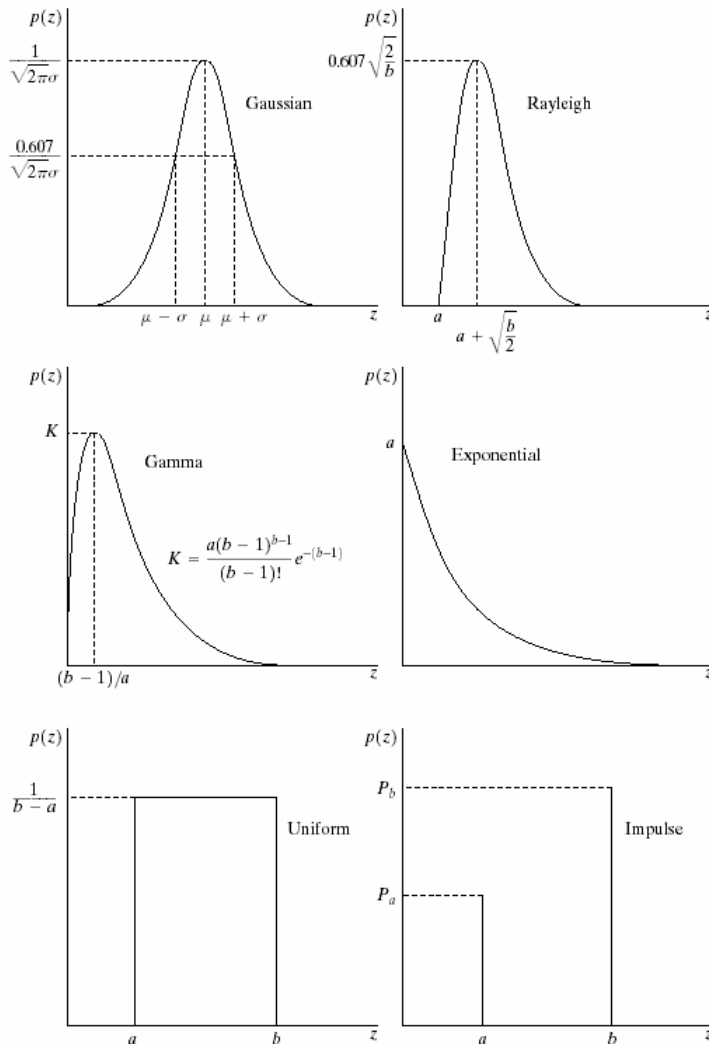 p(z)
1/√2πσ
Gaussian
0.607/√2πσ
μ − σ μ μ + σ z
p(z)
0.607√2/b
Rayleigh
a z
a + √b/2
p(z)
K
Gamma
K = a(b − 1)^b−1/(b − 1)! e^−(b−1)
(b − 1)/a z
p(z)
a
Exponential
z
p(z)
1/b − a
Uniform
a b z
p(z)
P_b
Impulse
P_a
a b z